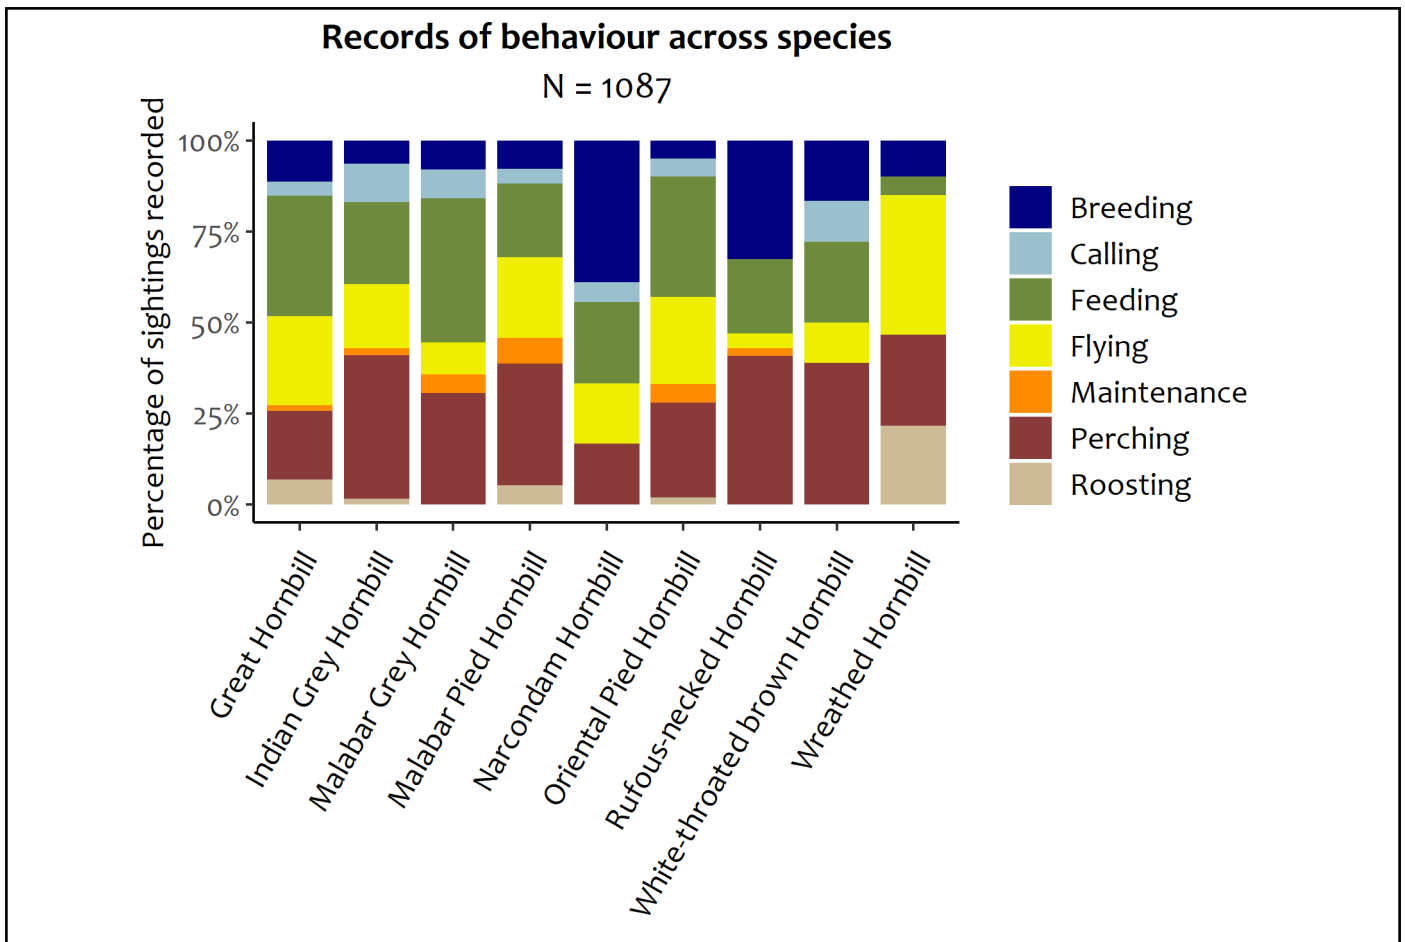 Records of behaviour across species
N = 1087
Percentage of sightings recorded
100%
75%
50%
25%
0%
Breeding
Calling
Feeding
Flying
Maintenance
Perching
Roosting
Great Hornbill
Indian Grey Hornbill
Malabar Grey Hornbill
Malabar Pied Hornbill
Narcondam Hornbill
Oriental Pied Hornbill
Rufous-necked Hornbill
White-throated brown Hornbill
Wreathed Hornbill